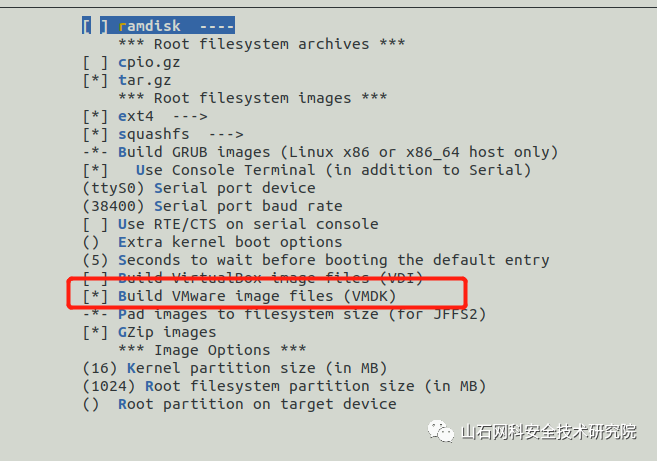 [ ] ramdisk  ----
*** Root filesystem archives ***
[ ] cpio.gz
[*] tar.gz
*** Root filesystem images ***
[*] ext4  --->
[*] squashfs  --->
-*- Build GRUB images (Linux x86 or x86_64 host only)
[*]   Use Console Terminal (in addition to Serial)
(ttyS0) Serial port device
(38400) Serial port baud rate
[ ] Use RTE/CTS on serial console
()  Extra kernel boot options
(5) Seconds to wait before booting the default entry
[ ] Build VirtualBox image files (VDI)
[*] Build VMware image files (VMDK)
-*- Pad images to filesystem size (for JFFS2)
[*] GZip images
*** Image Options ***
(16) Kernel partition size (in MB)
(1024) Root filesystem partition size (in MB)
()  Root partition on target device
山石网科安全技术研究院